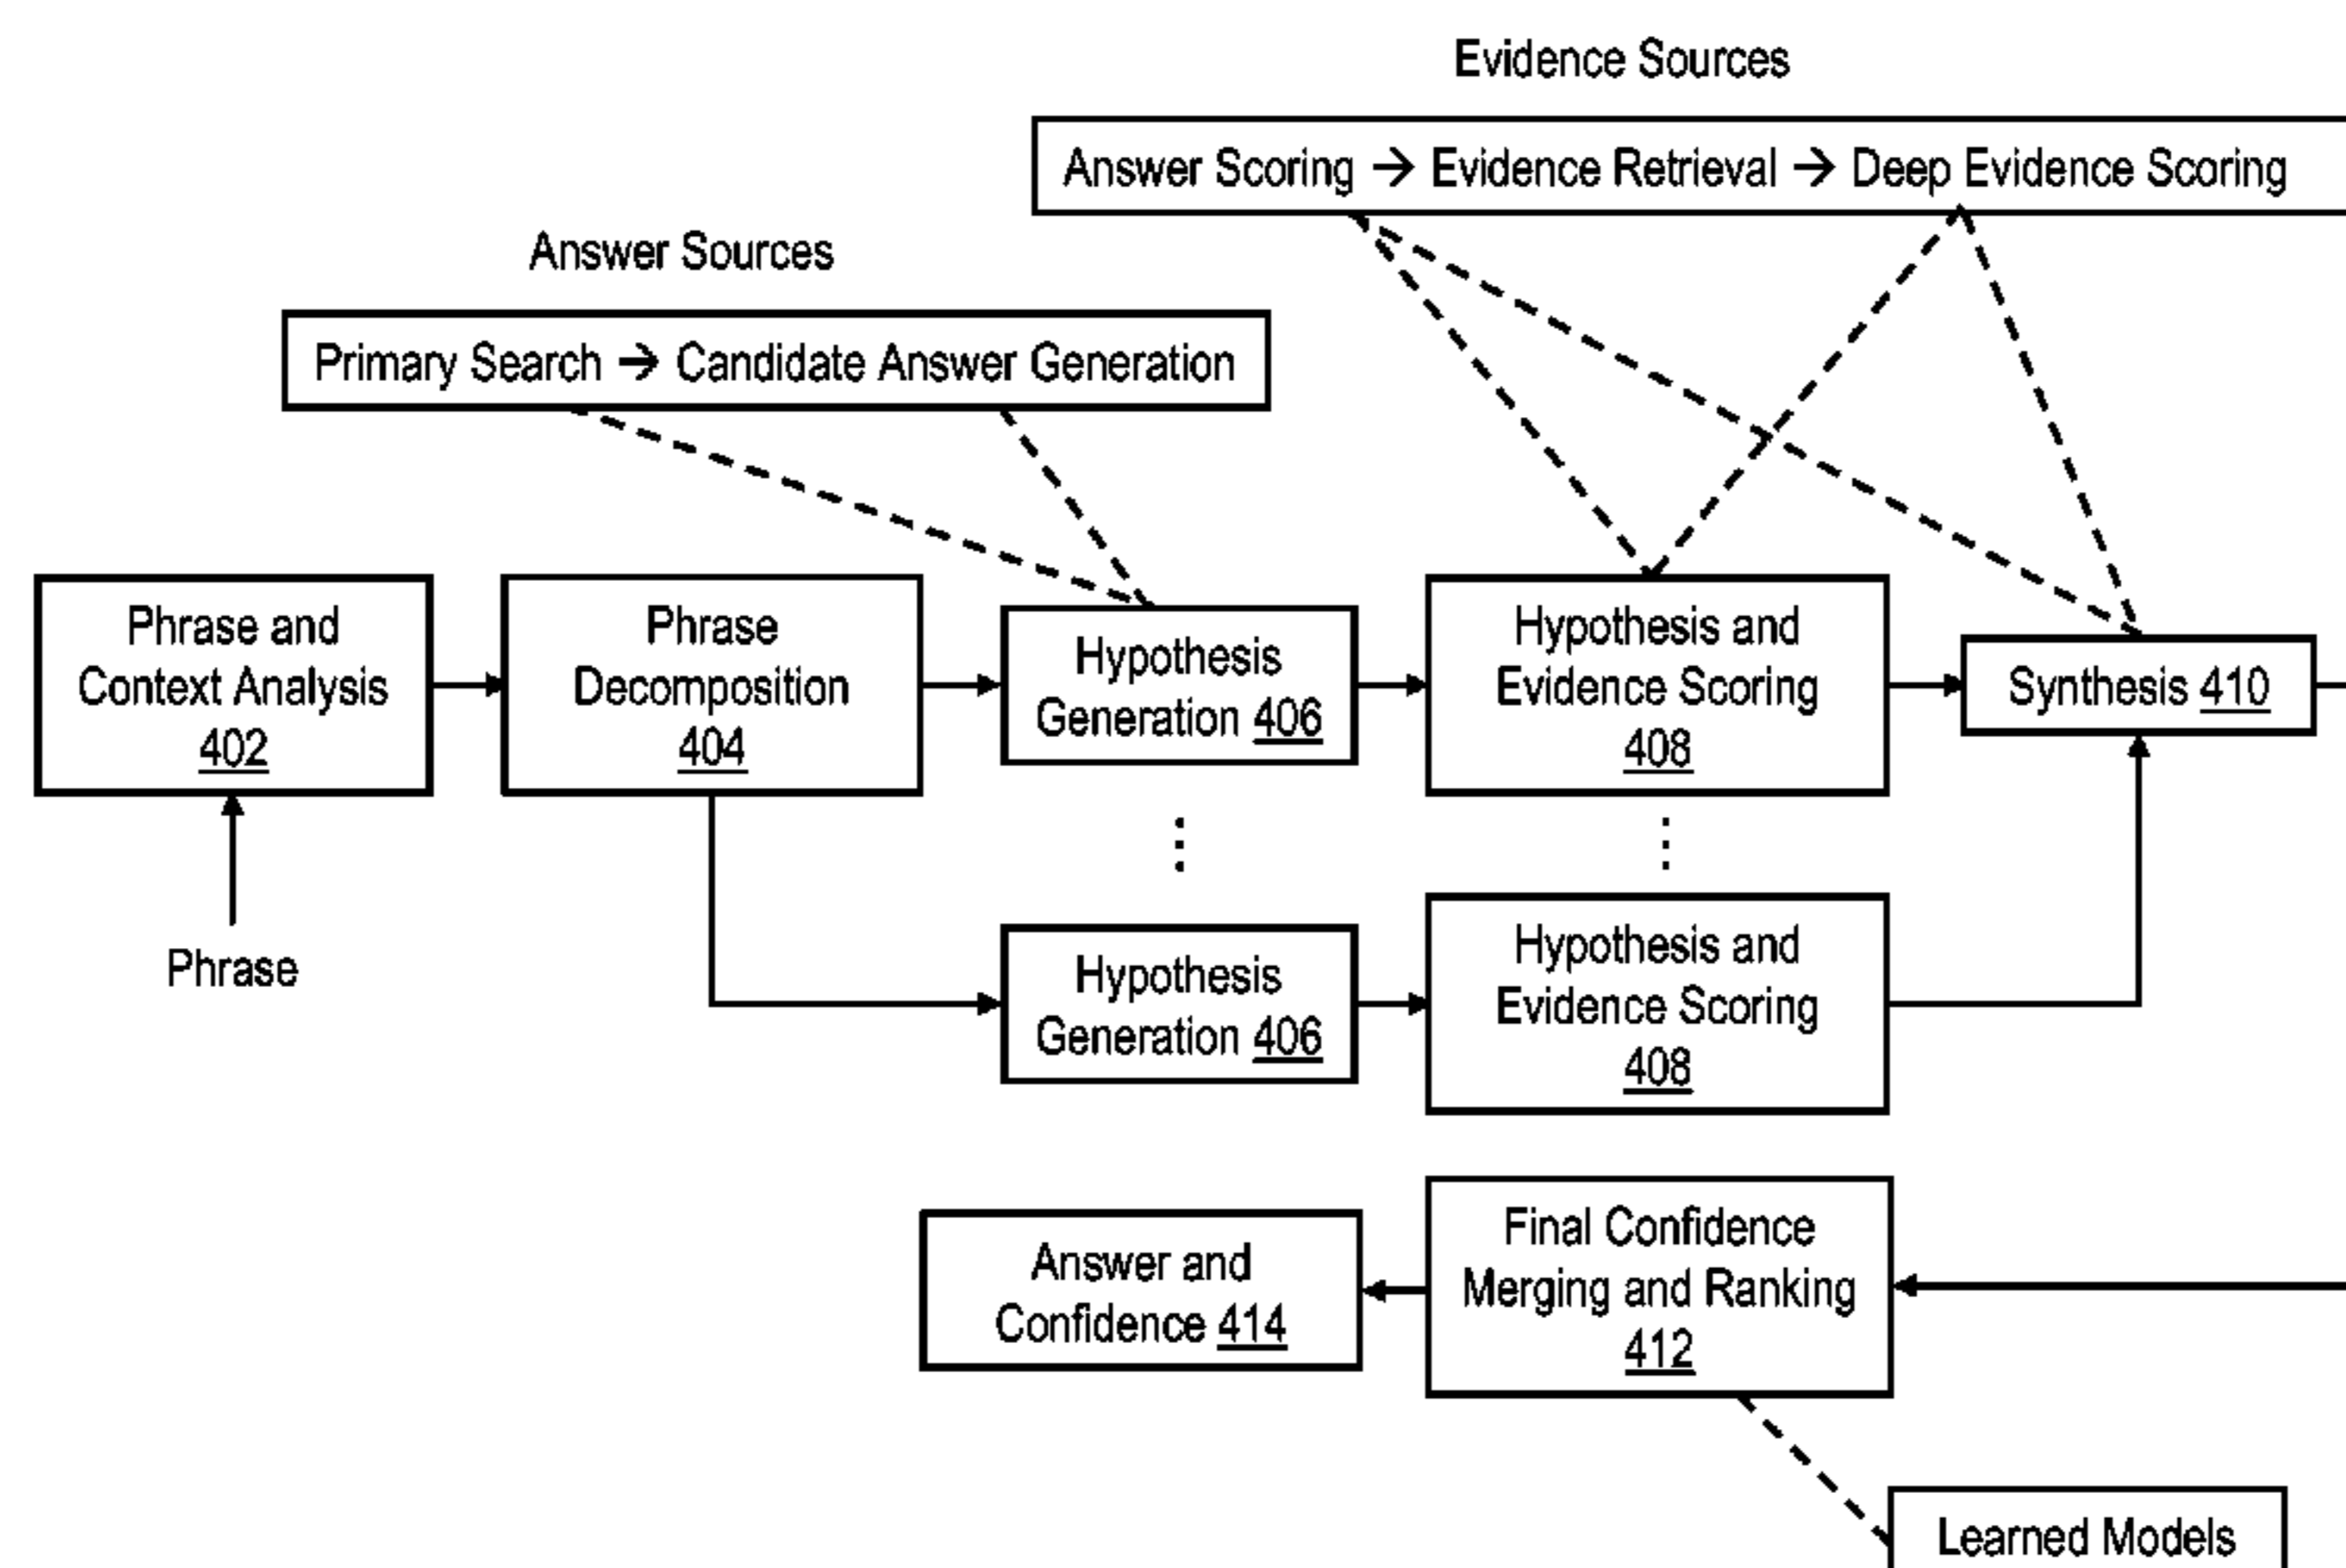 Evidence Sources
Answer Scoring → Evidence Retrieval → Deep Evidence Scoring
Answer Sources
Primary Search → Candidate Answer Generation
Phrase and
Context Analysis
402
Phrase
Decomposition
404
Hypothesis
Generation 406
Hypothesis and
Evidence Scoring
408
Synthesis 410
Phrase
Hypothesis
Generation 406
Hypothesis and
Evidence Scoring
408
Answer and
Confidence 414
Final Confidence
Merging and Ranking
412
Learned Models